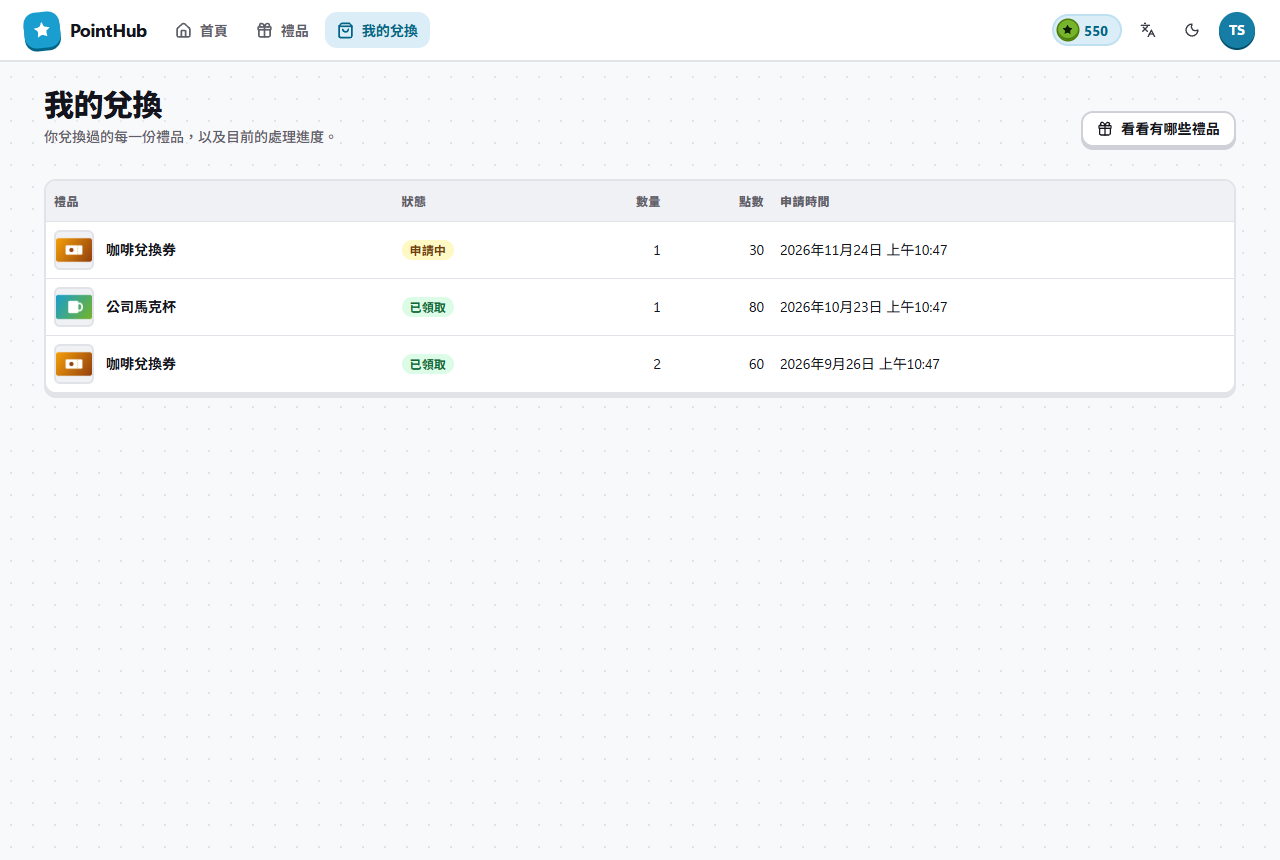 PointHub 首頁 禮品 我的兌換 550 TS
我的兌換
你兌換過的每一份禮品，以及目前的處理進度。
看看有哪些禮品
禮品 狀態 數量 點數 申請時間
咖啡兌換券 申請中 1 30 2026年11月24日 上午10:47
公司馬克杯 已領取 1 80 2026年10月23日 上午10:47
咖啡兌換券 已領取 2 60 2026年9月26日 上午10:47